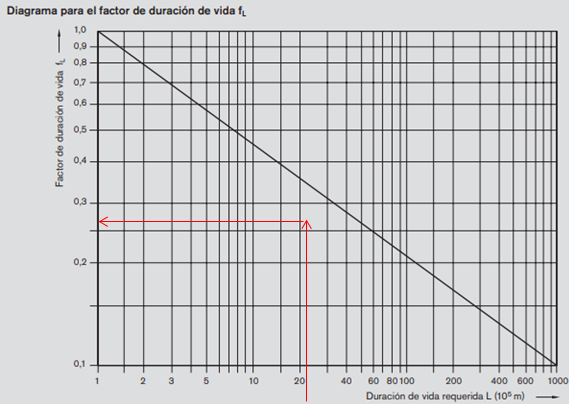 Diagrama para el factor de duración de vida fL
Factor de duración de vida fL
1,0
0,9
0,8
0,7
0,6
0,5
0,4
0,3
0,2
0,1
1 2 3 5 10 20 40 60 80 100 200 400 600 1000
Duración de vida requerida L (10⁵ m)